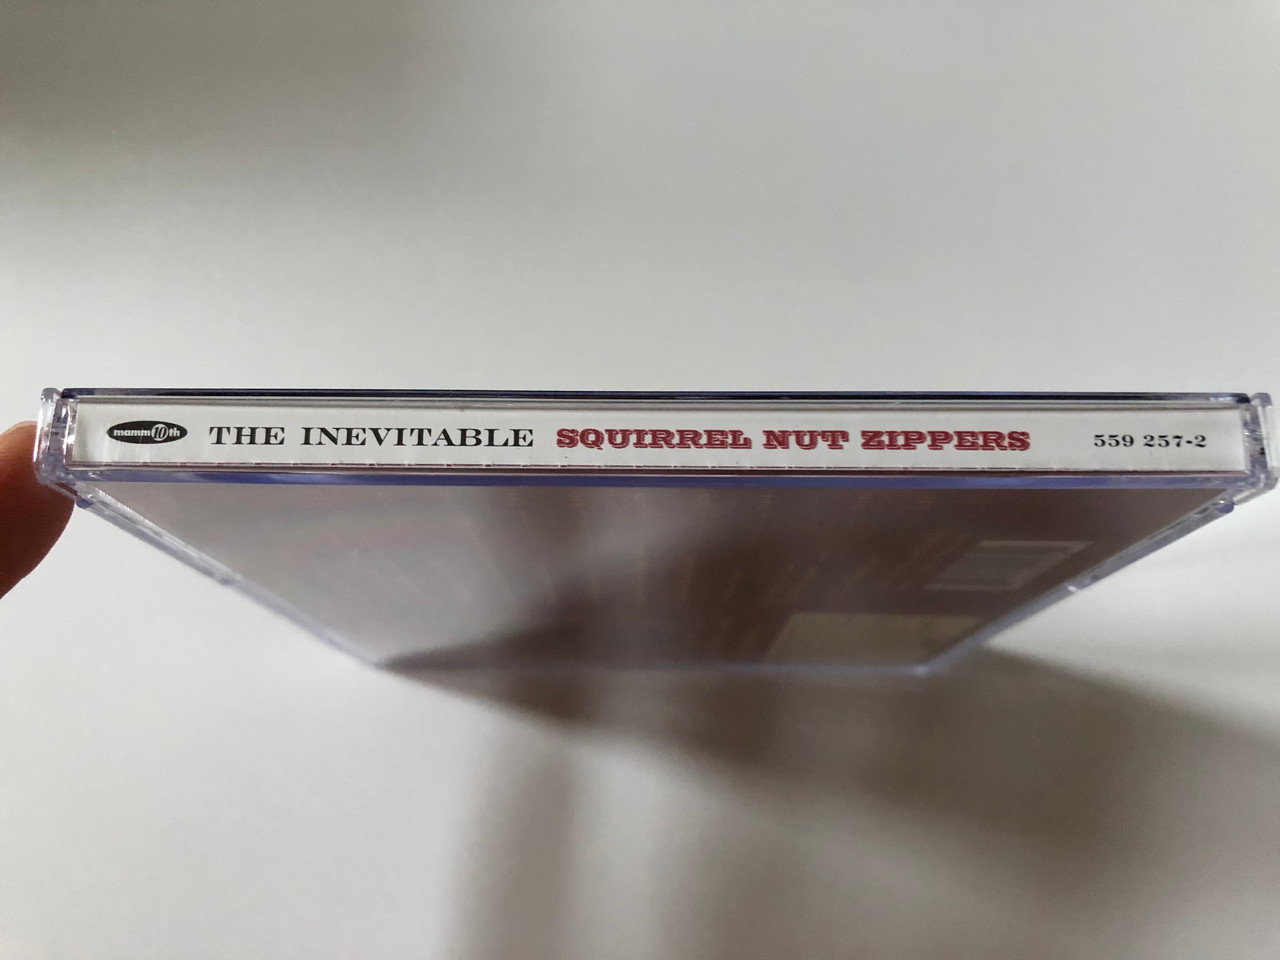 mamm10th THE INEVITABLE SQUIRREL NUT ZIPPERS 559 257-2